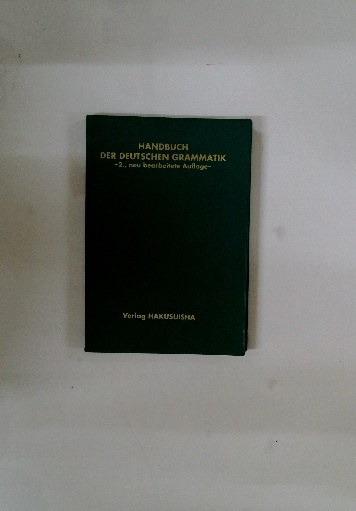 HANDBUCH
DER DEUTSCHEN GRAMMATIK
–2., neu bearbeitete Auflage–
Verlag HAKUSUISHA